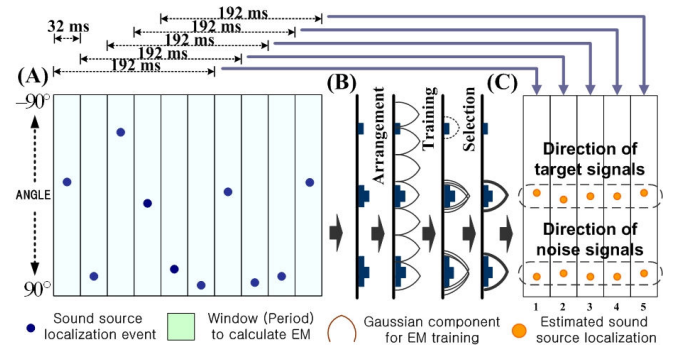 192 ms
32 ms
192 ms
192 ms
192 ms
192 ms
(A)
(B)
(C)
−90°
ANGLE
90°
Arrangement
Training
Selection
Direction of
target signals
Direction of
noise signals
1 2 3 4 5
Sound source
localization event
Window (Period)
to calculate EM
Gaussian component
for EM training
Estimated sound
source localization